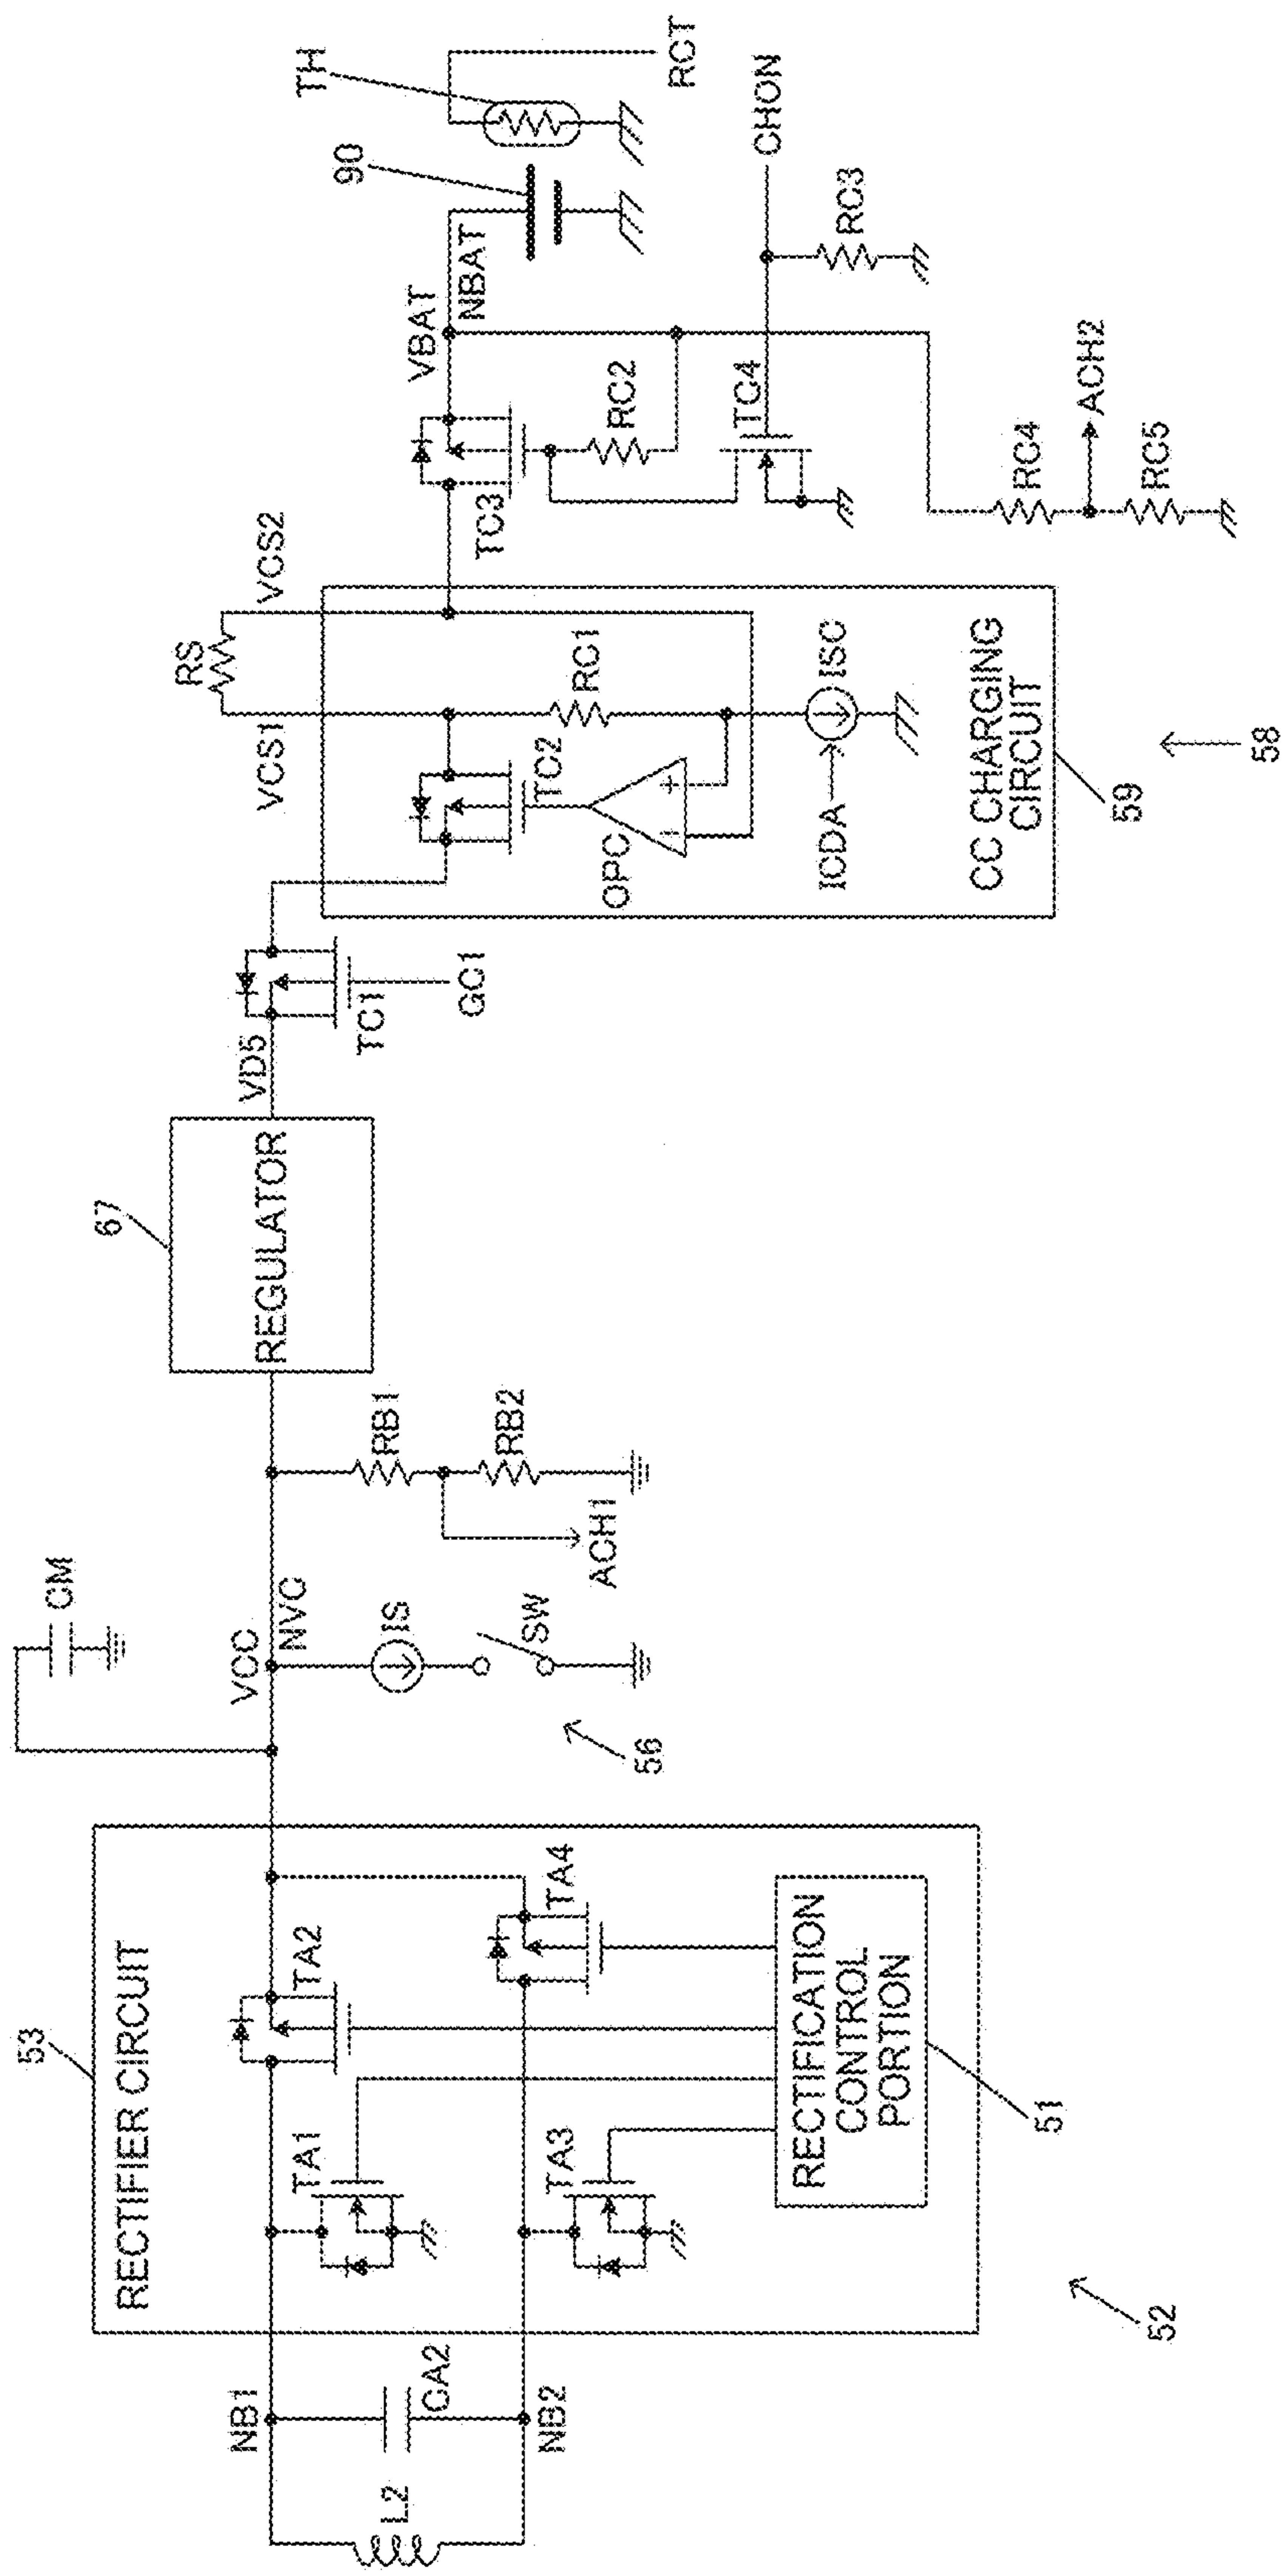 53
RECTIFIER CIRCUIT
NB1
L2
CA2
NB2
TA1
TA2
TA3
TA4
RECTIFICATION
CONTROL
PORTION
51
52
CM
VCC
NVC
IS
SW
56
RB1
RB2
ACH1
67
REGULATOR
VD5
TC1
GC1
VCS1
RS
VCS2
TC2
RC1
OPC
ICDA
ISC
CC CHARGING
CIRCUIT
59
58
TC3
VBAT
NBAT
90
TH
RCT
RC2
TC4
CHON
RC3
RC4
ACH2
RC5